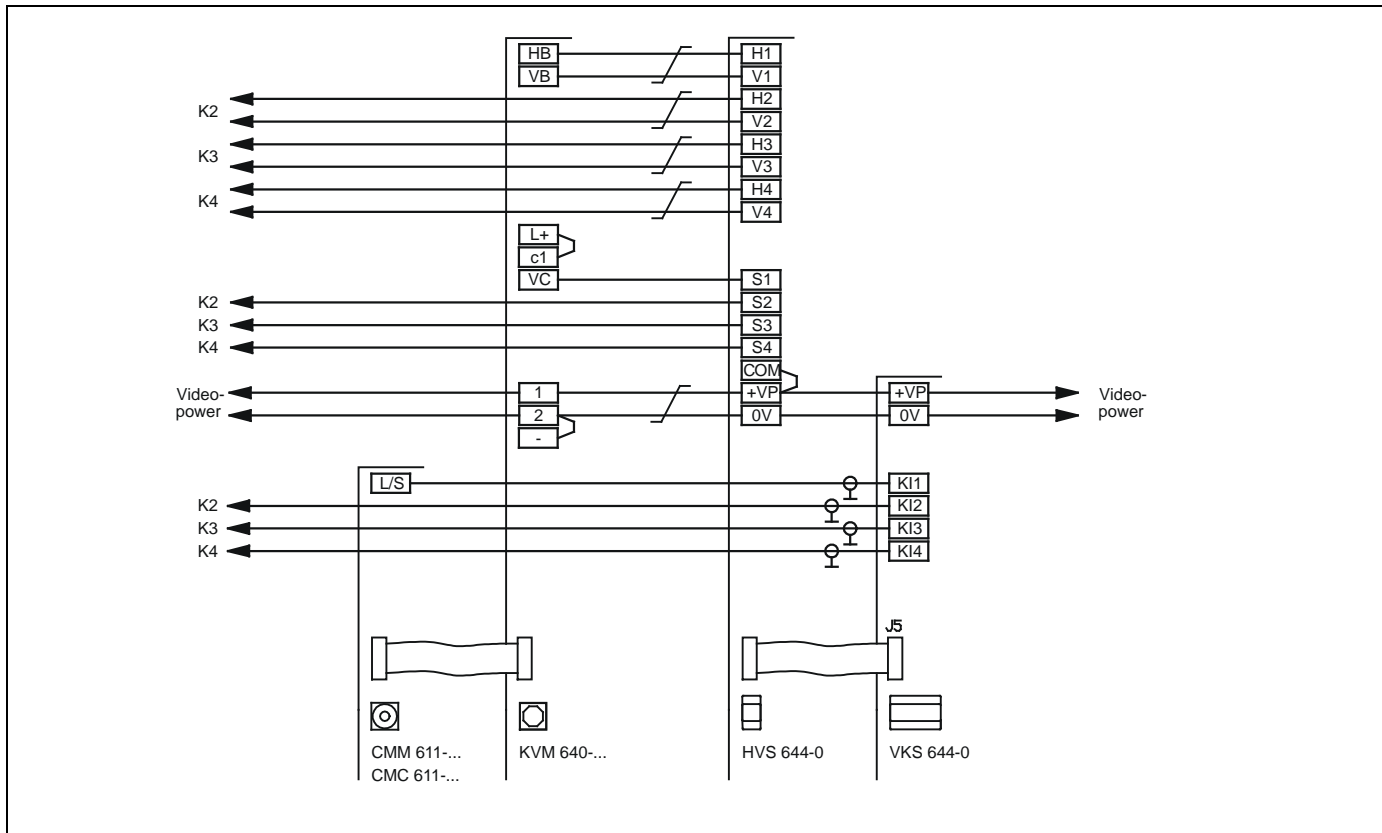 HB H1
VB V1
K2 H2
V2
K3 H3
V3
K4 H4
V4
L+
c1
VC S1
K2 S2
K3 S3
K4 S4
COM
Video- 1 +VP +VP Video-
power 2 0V 0V power
-
L/S KI1
K2 KI2
K3 KI3
K4 KI4
J5
CMM 611-... KVM 640-... HVS 644-0 VKS 644-0
CMC 611-...